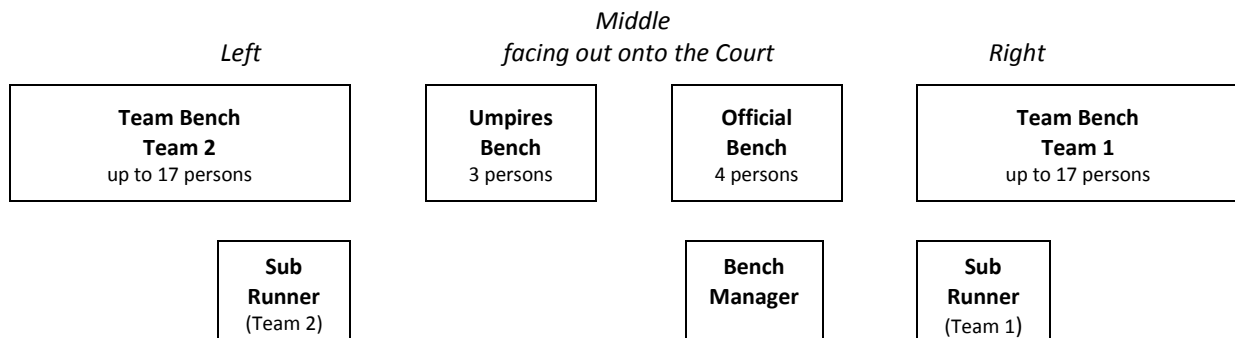 Middle
Left
facing out onto the Court
Right
Team Bench
Team 2
up to 17 persons
Umpires
Bench
3 persons
Official
Bench
4 persons
Team Bench
Team 1
up to 17 persons
Sub
Runner
(Team 2)
Bench
Manager
Sub
Runner
(Team 1)